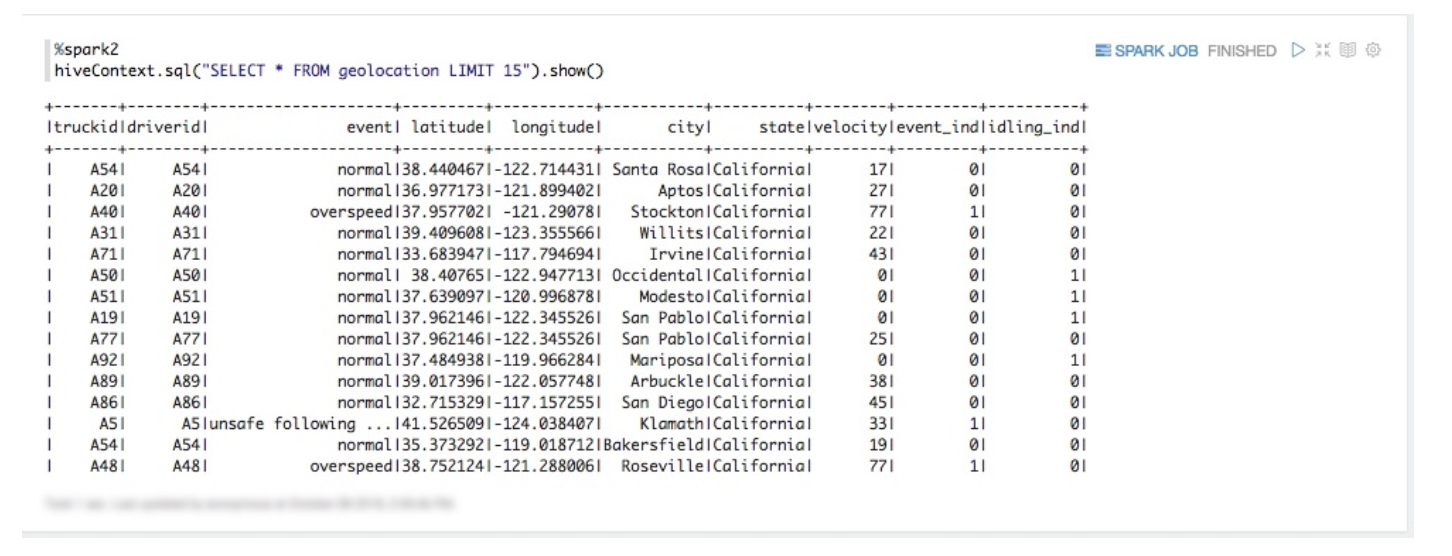 %spark2
SPARK JOB FINISHED
hiveContext.sql("SELECT * FROM geolocation LIMIT 15").show()
+-------+--------+--------------------+---------+-----------+-----------+----------+--------+---------+----------+
|truckid|driverid|               event| latitude|  longitude|       city|     state|velocity|event_ind|idling_ind|
+-------+--------+--------------------+---------+-----------+-----------+----------+--------+---------+----------+
|    A54|     A54|              normal|38.440467|-122.714431| Santa Rosa|California|      17|        0|         0|
|    A20|     A20|              normal|36.977173|-121.899402|      Aptos|California|      27|        0|         0|
|    A40|     A40|           overspeed|37.957702| -121.29078|   Stockton|California|      77|        1|         0|
|    A31|     A31|              normal|39.409608|-123.355566|    Willits|California|      22|        0|         0|
|    A71|     A71|              normal|33.683947|-117.794694|     Irvine|California|      43|        0|         0|
|    A50|     A50|              normal| 38.40765|-122.947713| Occidental|California|       0|        0|         1|
|    A51|     A51|              normal|37.639097|-120.996878|    Modesto|California|       0|        0|         1|
|    A19|     A19|              normal|37.962146|-122.345526|  San Pablo|California|       0|        0|         1|
|    A77|     A77|              normal|37.962146|-122.345526|  San Pablo|California|      25|        0|         0|
|    A92|     A92|              normal|37.484938|-119.966284|   Mariposa|California|       0|        0|         1|
|    A89|     A89|              normal|39.017396|-122.057748|   Arbuckle|California|      38|        0|         0|
|    A86|     A86|              normal|32.715329|-117.157255|  San Diego|California|      45|        0|         0|
|     A5|      A5|unsafe following ...|41.526509|-124.038407|    Klamath|California|      33|        1|         0|
|    A54|     A54|              normal|35.373292|-119.018712|Bakersfield|California|      19|        0|         0|
|    A48|     A48|           overspeed|38.752124|-121.288006|  Roseville|California|      77|        1|         0|